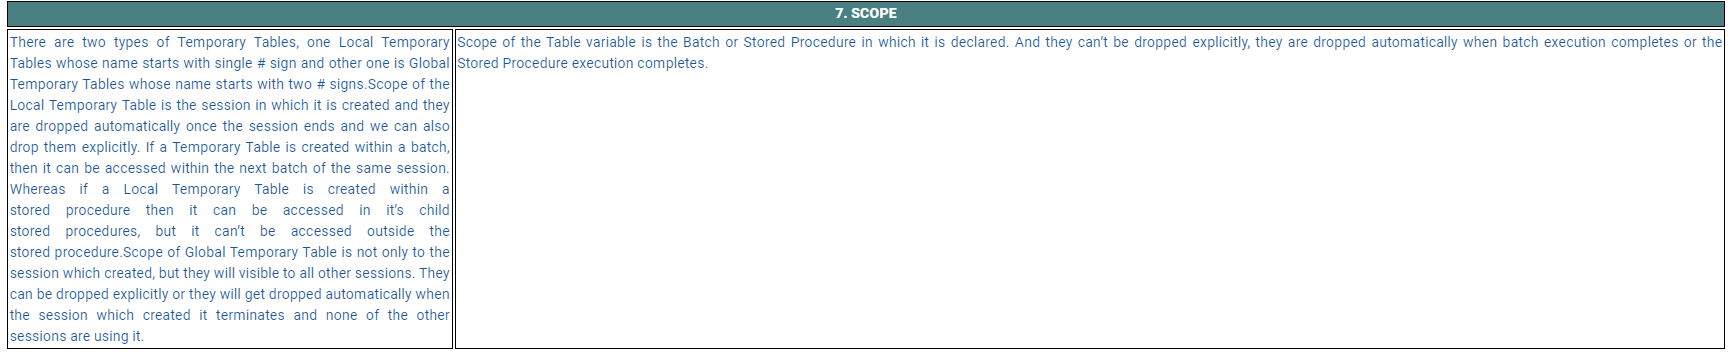 7. SCOPE
There are two types of Temporary Tables, one Local Temporary
Tables whose name starts with single # sign and other one is Global
Temporary Tables whose name starts with two # signs.Scope of the
Local Temporary Table is the session in which it is created and they
are dropped automatically once the session ends and we can also
drop them explicitly. If a Temporary Table is created within a batch,
then it can be accessed within the next batch of the same session.
Whereas if a Local Temporary Table is created within a
stored procedure then it can be accessed in it’s child
stored procedures, but it can’t be accessed outside the
stored procedure.Scope of Global Temporary Table is not only to the
session which created, but they will visible to all other sessions. They
can be dropped explicitly or they will get dropped automatically when
the session which created it terminates and none of the other
sessions are using it.
Scope of the Table variable is the Batch or Stored Procedure in which it is declared. And they can’t be dropped explicitly, they are dropped automatically when batch execution completes or the
Stored Procedure execution completes.